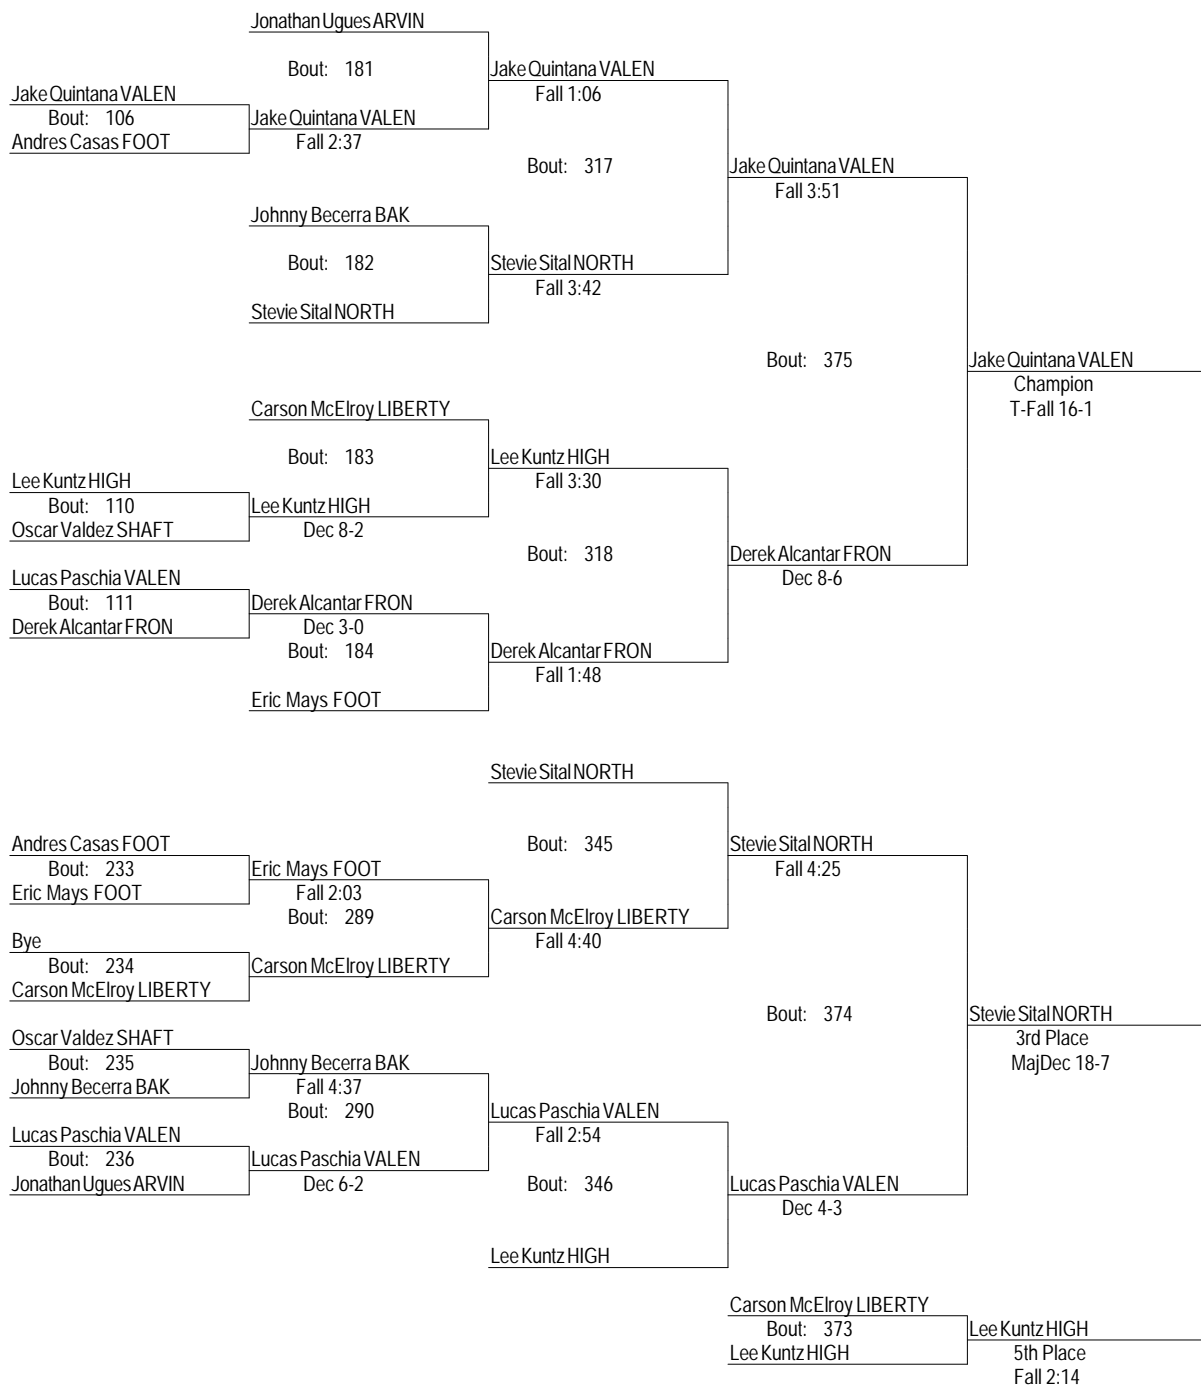 Jonathan Ugues ARVIN
Bout: 181
Jake Quintana VALEN
Jake Quintana VALEN
Fall 1:06
Bout: 106
Jake Quintana VALEN
Andres Casas FOOT
Fall 2:37
Bout: 317
Jake Quintana VALEN
Fall 3:51
Johnny Becerra BAK
Bout: 182
Stevie Sital NORTH
Fall 3:42
Stevie Sital NORTH
Bout: 375
Jake Quintana VALEN
Champion
T-Fall 16-1
Carson McElroy LIBERTY
Bout: 183
Lee Kuntz HIGH
Fall 3:30
Lee Kuntz HIGH
Bout: 110
Lee Kuntz HIGH
Oscar Valdez SHAFT
Dec 8-2
Bout: 318
Derek Alcantar FRON
Dec 8-6
Lucas Paschia VALEN
Bout: 111
Derek Alcantar FRON
Derek Alcantar FRON
Dec 3-0
Bout: 184
Derek Alcantar FRON
Fall 1:48
Eric Mays FOOT
Stevie Sital NORTH
Bout: 345
Stevie Sital NORTH
Fall 4:25
Andres Casas FOOT
Bout: 233
Eric Mays FOOT
Eric Mays FOOT
Fall 2:03
Bout: 289
Carson McElroy LIBERTY
Fall 4:40
Bye
Bout: 234
Carson McElroy LIBERTY
Carson McElroy LIBERTY
Bout: 374
Stevie Sital NORTH
3rd Place
MajDec 18-7
Oscar Valdez SHAFT
Bout: 235
Johnny Becerra BAK
Johnny Becerra BAK
Fall 4:37
Bout: 290
Lucas Paschia VALEN
Fall 2:54
Lucas Paschia VALEN
Bout: 236
Lucas Paschia VALEN
Jonathan Ugues ARVIN
Dec 6-2
Bout: 346
Lucas Paschia VALEN
Dec 4-3
Lee Kuntz HIGH
Carson McElroy LIBERTY
Bout: 373
Lee Kuntz HIGH
Lee Kuntz HIGH
5th Place
Fall 2:14